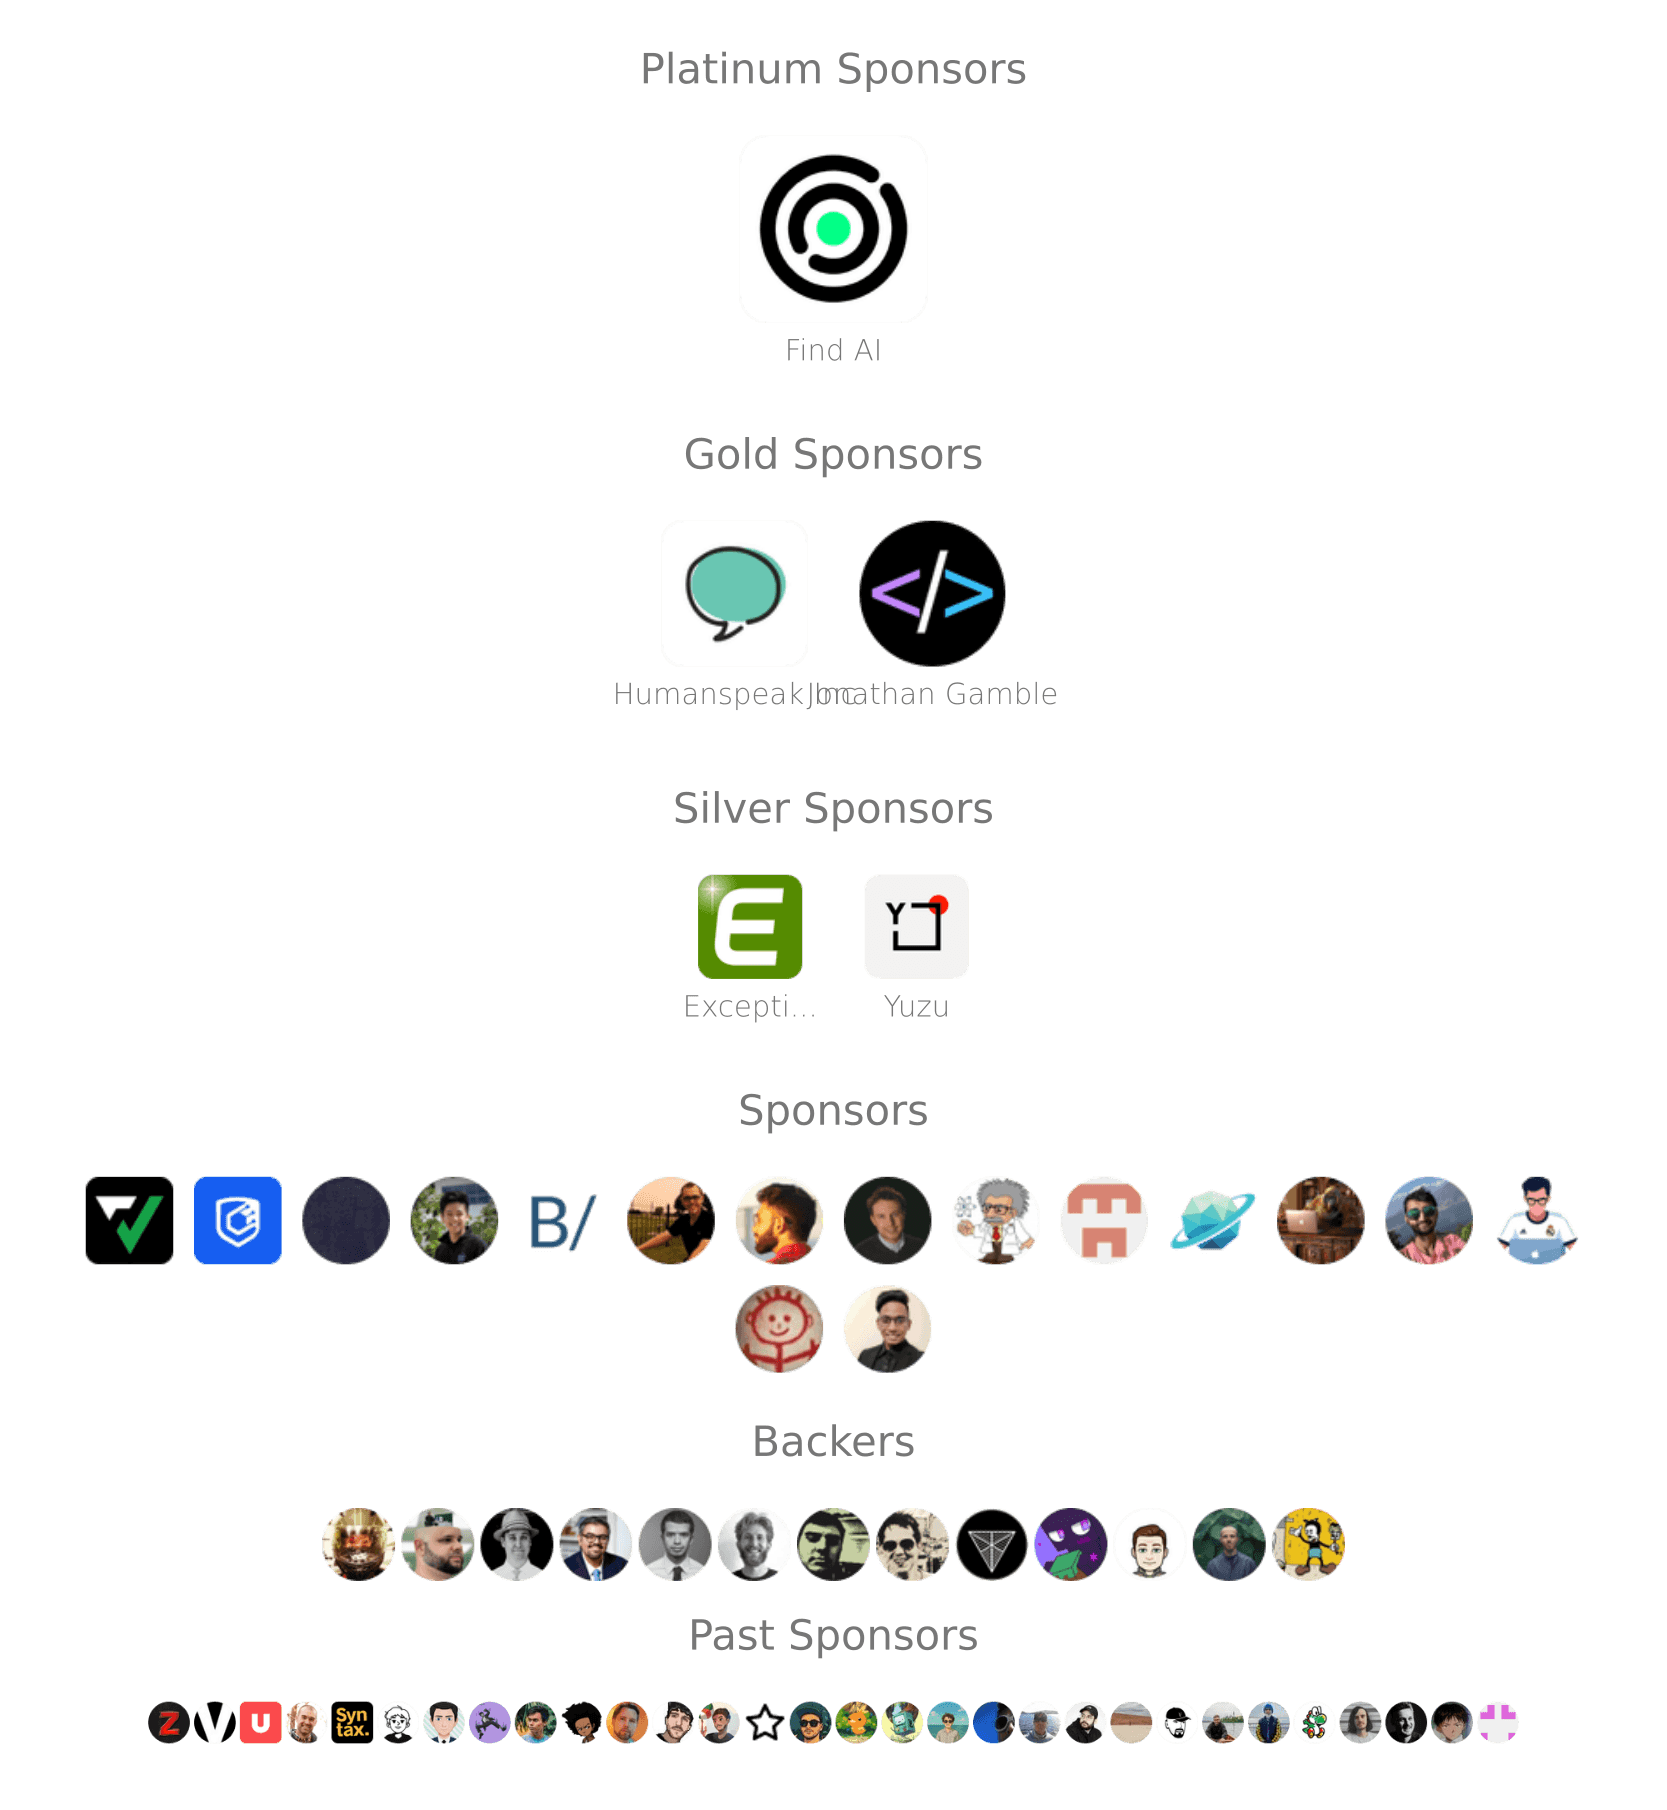 Platinum Sponsors
Find AI
Gold Sponsors
Humanspeak Inc Jonathan Gamble
Silver Sponsors
E Y
Excepti... Yuzu
Sponsors
B/
Backers
Past Sponsors
Z V U Syn
tax.